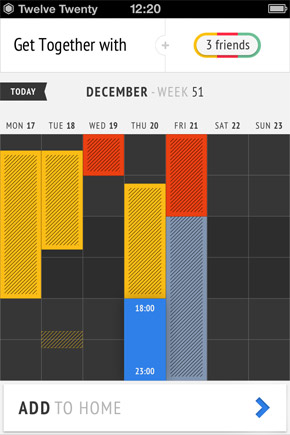 Twelve Twenty 12:20
Get Together with + 3 friends
TODAY DECEMBER - WEEK 51
MON 17 TUE 18 WED 19 THU 20 FRI 21 SAT 22 SUN 23
18:00
23:00
ADD TO HOME